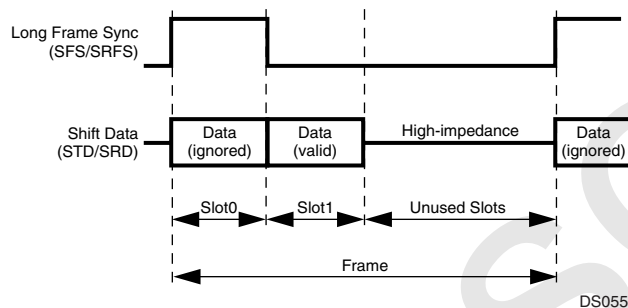 Long Frame Sync
(SFS/SRFS)
Shift Data
(STD/SRD)
Data
(ignored)
Data
(valid)
High-impedance
Data
(ignored)
Slot0
Slot1
Unused Slots
Frame
DS055